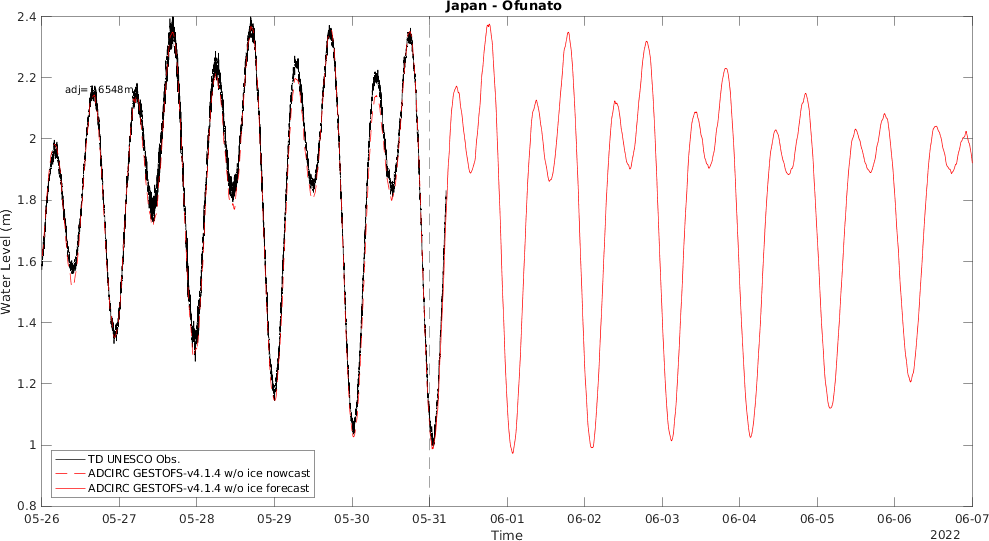 Japan - Ofunato
2.4
2.2
2
1.8
1.6
1.4
1.2
1
0.8
Water Level (m)
TD UNESCO Obs.
ADCIRC GESTOFS-v4.1.4 w/o ice nowcast
ADCIRC GESTOFS-v4.1.4 w/o ice forecast
05-26 05-27 05-28 05-29 05-30 05-31 06-01 06-02 06-03 06-04 06-05 06-06 06-07
Time
2022